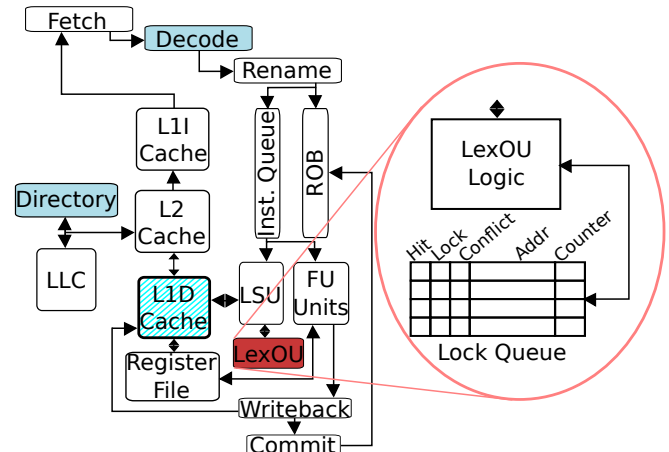 Fetch
Decode
Rename
L1I
Cache
Inst. Queue
ROB
LexOU
Logic
Directory
L2
Cache
Hit
Lock
Conflict
Addr
Counter
LLC
L1D
Cache
LSU
FU
Units
LexOU
Lock Queue
Register
File
Writeback
Commit